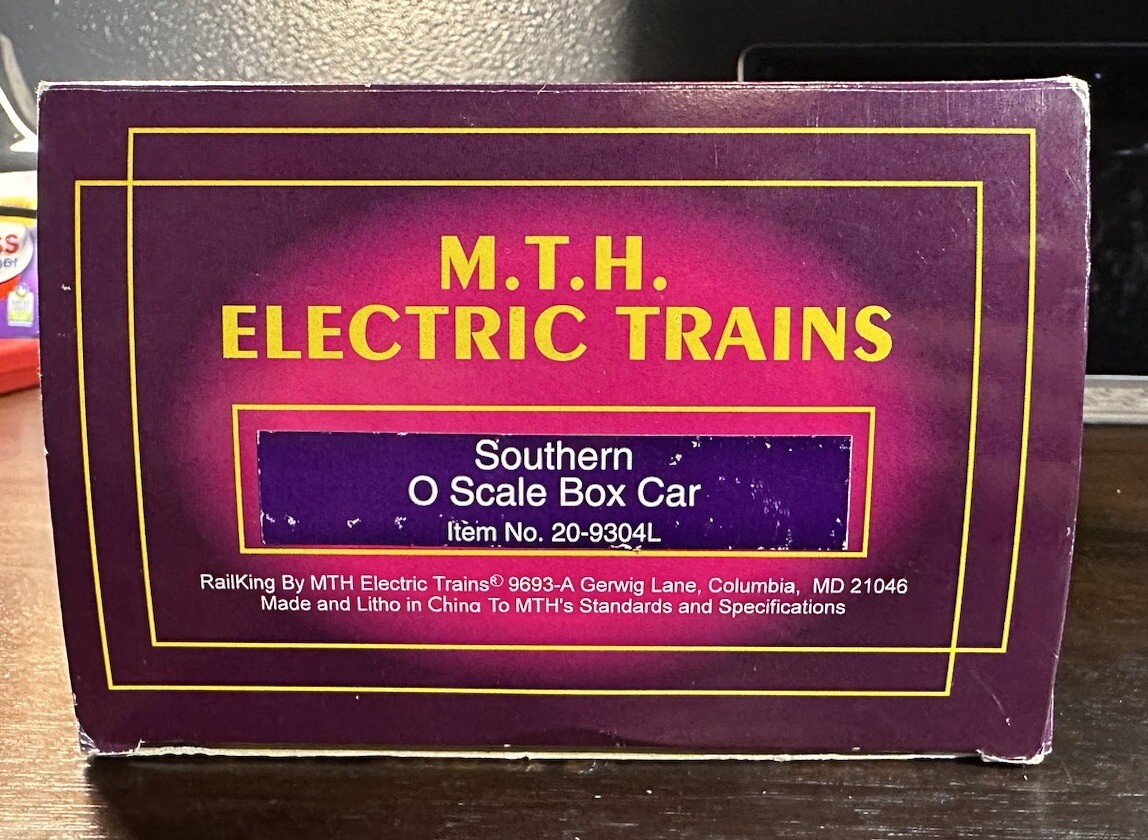 M.T.H.
ELECTRIC TRAINS
Southern
O Scale Box Car
Item No. 20-9304L
RailKing By MTH Electric Trains® 9693-A Gerwig Lane, Columbia, MD 21046
Made and Litho in China To MTH's Standards and Specifications